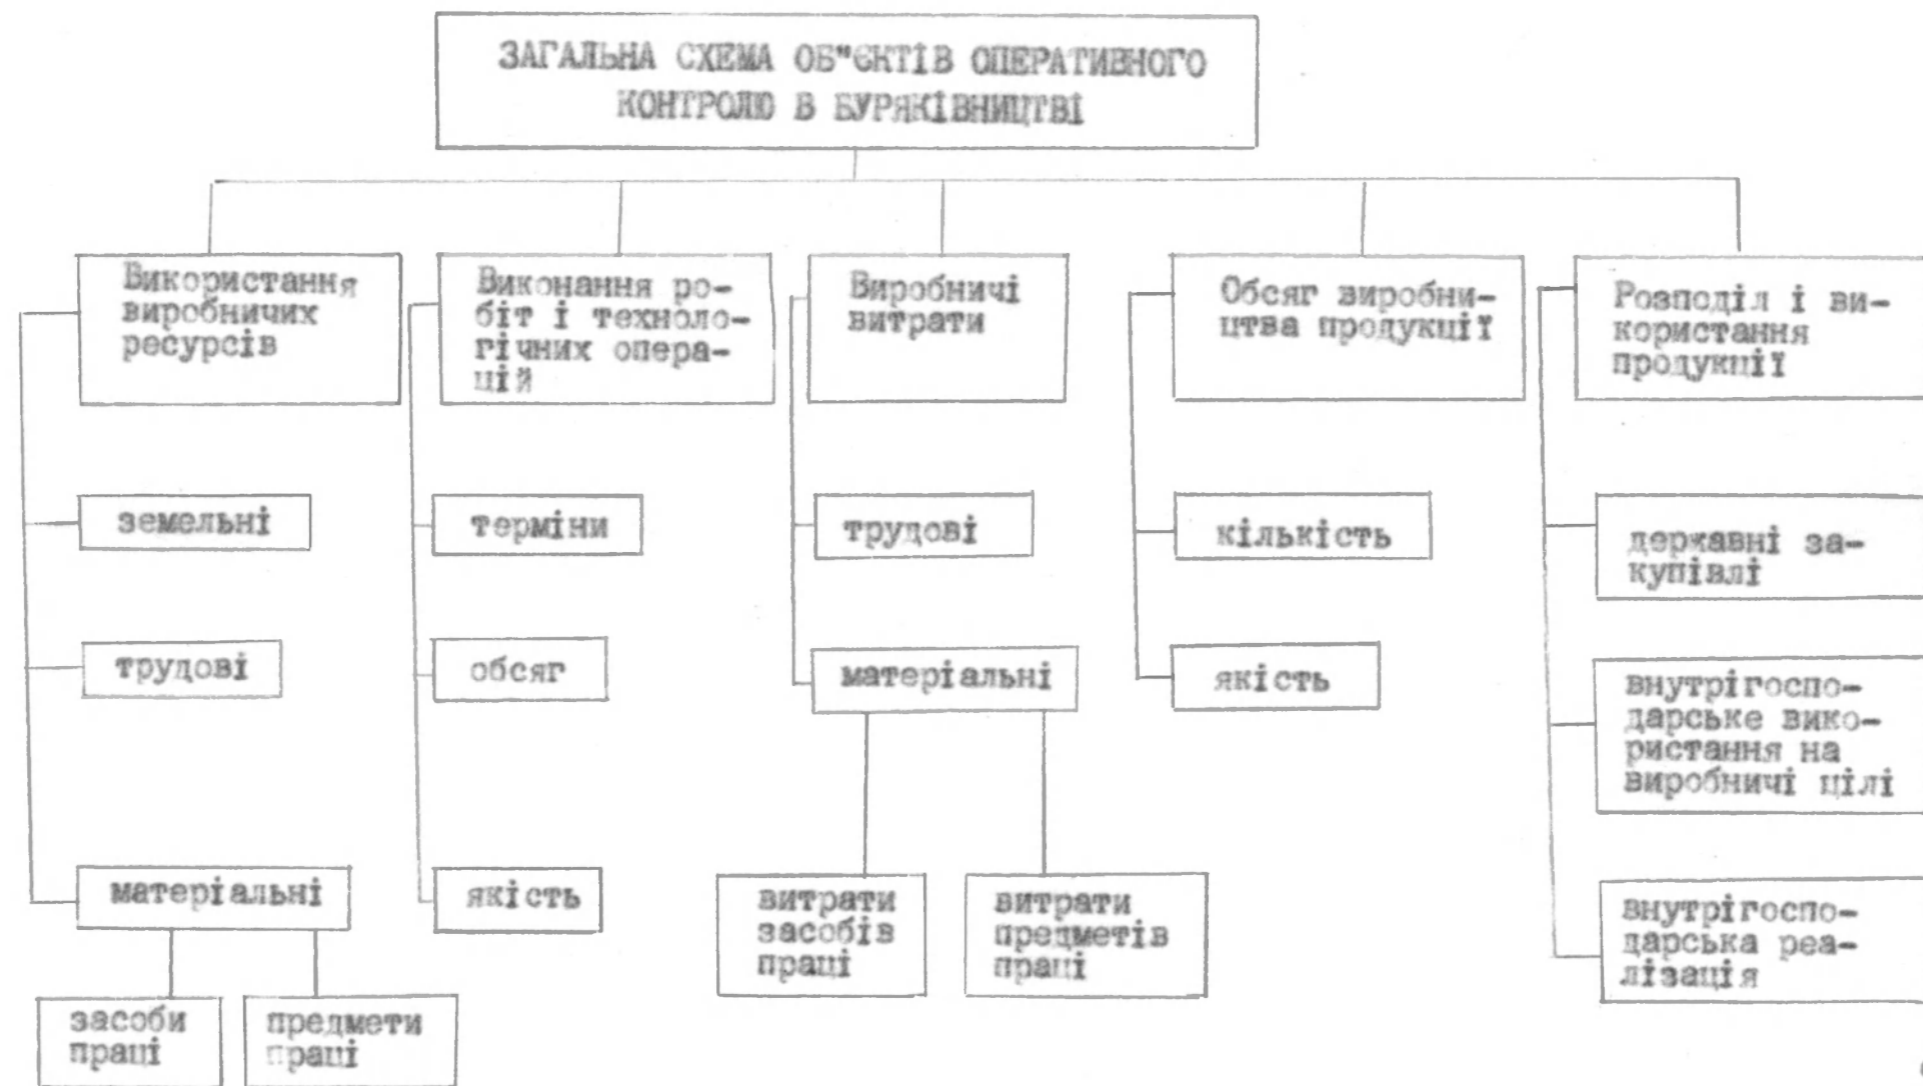 ЗАГАЛЬНА СХЕМА ОБ"ЄКТІВ ОПЕРАТИВНОГО
КОНТРОЛЮ В БУРЯКІВНИЦТВІ
Використання
виробничих
ресурсів
Виконання ро-
біт і техноло-
гічних опера-
цій
Виробничі
витрати
Обсяг виробни-
цтва продукції
Розподіл і ви-
користання
продукції
земельні
терміни
трудові
кількість
державні за-
купівлі
трудові
обсяг
матеріальні
якість
внутрігоспо-
дарське вико-
ристання на
виробничі цілі
матеріальні
якість
витрати
засобів
праці
витрати
предметів
праці
внутрігоспо-
дарська реа-
лізація
засоби
праці
предмети
праці